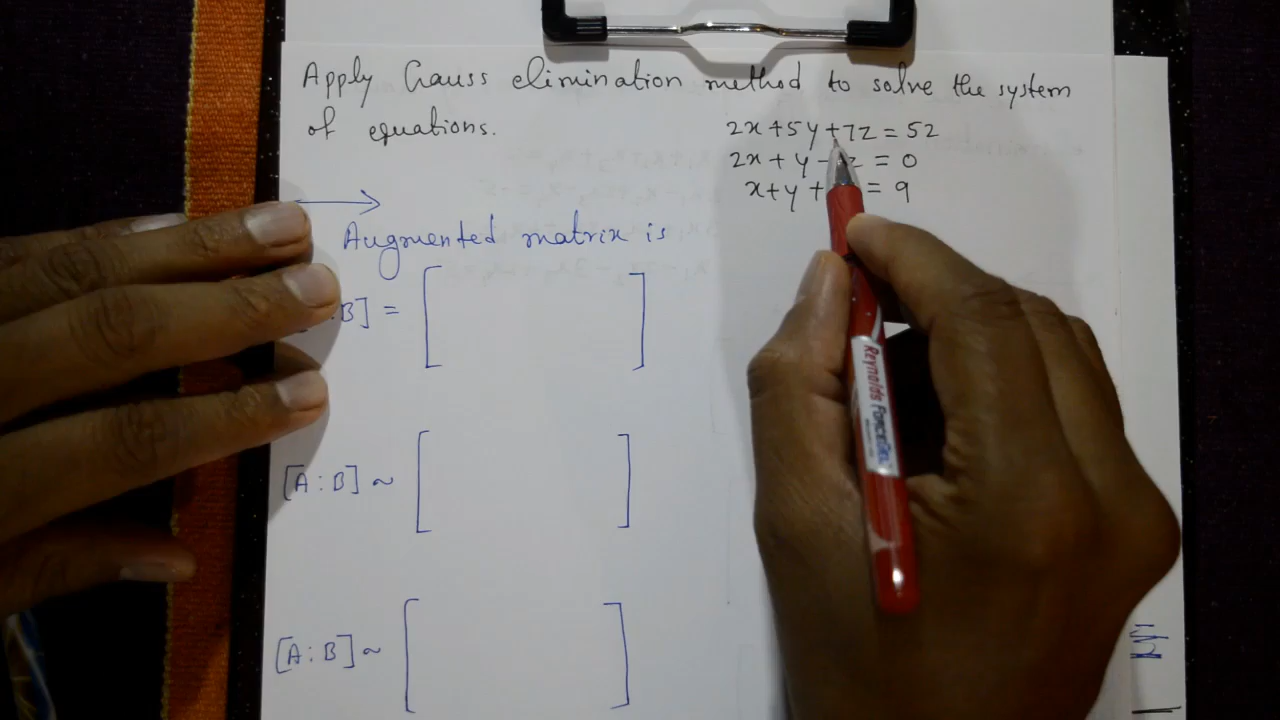 Apply Gauss elimination method to solve the system
of equations.
2x+5y+7z=52
2x+y-z=0
x+y+ =9
Augmented matrix is
B] =
[A:B] ~
[A:B] ~
Reynolds